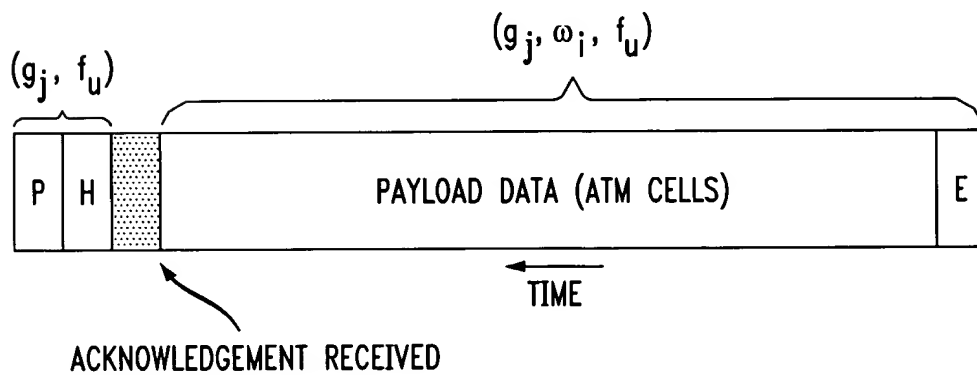 (g_j, ω_i, f_u)
(g_j, f_u)
P H PAYLOAD DATA (ATM CELLS) E
TIME
ACKNOWLEDGEMENT RECEIVED